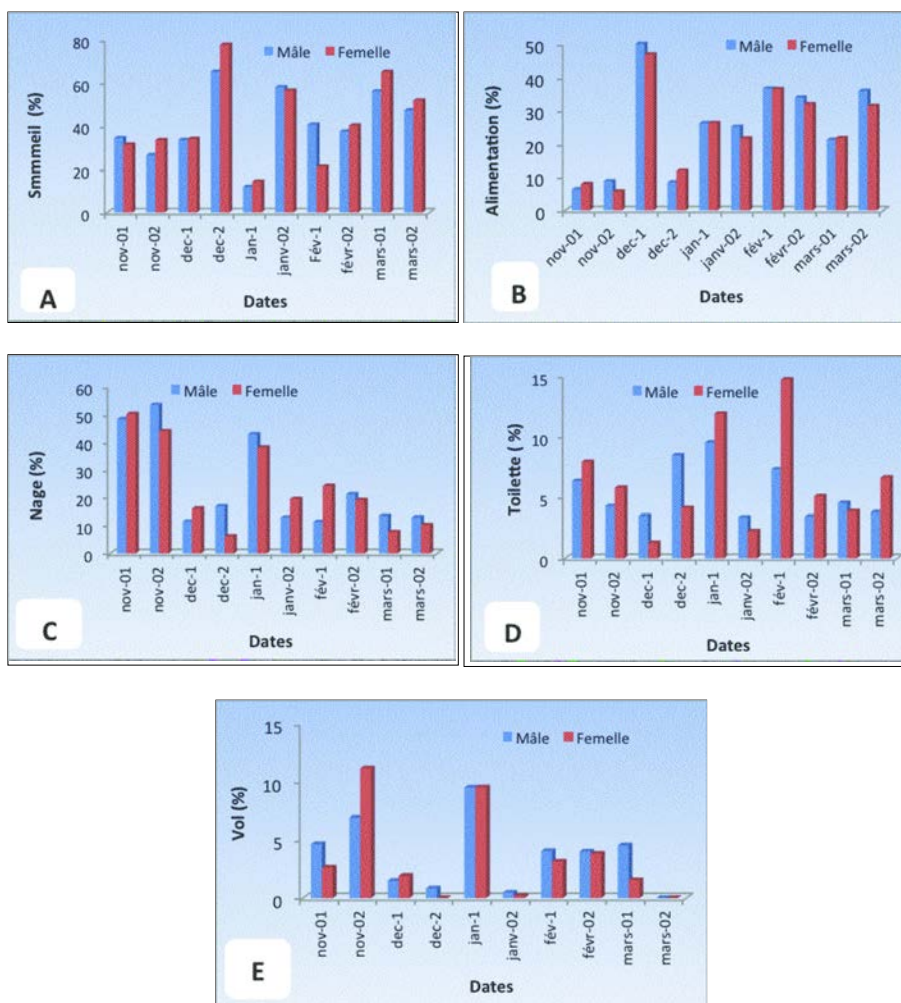 Mâle Femelle
Smmmeil (%)
80
60
40
20
0
nov-01
nov-02
dec-1
dec-2
Jan-1
janv-02
Fév-1
févr-02
mars-01
mars-02
Dates
A
Mâle Femelle
Alimentation (%)
50
40
30
20
10
0
nov-01
nov-02
dec-1
dec-2
jan-1
janv-02
fév-1
févr-02
mars-01
mars-02
Dates
B
Mâle Femelle
Nage (%)
60
50
40
30
20
10
0
nov-01
nov-02
dec-1
dec-2
jan-1
janv-02
fév-1
févr-02
mars-01
mars-02
Dates
C
Mâle Femelle
Toilette ( %)
15
10
5
0
nov-01
nov-02
dec-1
dec-2
jan-1
janv-02
fév-1
févr-02
mars-01
mars-02
Dates
D
Mâle Femelle
Vol (%)
15
10
5
0
nov-01
nov-02
dec-1
dec-2
jan-1
janv-02
fév-1
févr-02
mars-01
mars-02
Dates
E